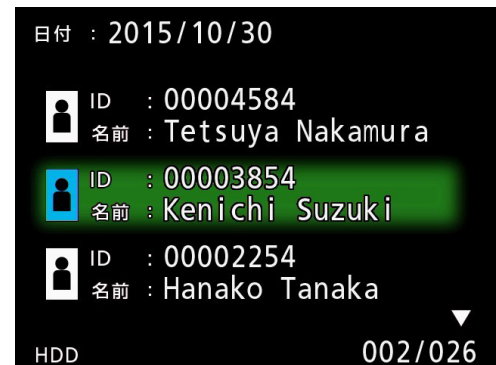 日付 : 2015/10/30
ID : 00004584
名前 : Tetsuya Nakamura
ID : 00003854
名前 : Kenichi Suzuki
ID : 00002254
名前 : Hanako Tanaka
HDD 002/026